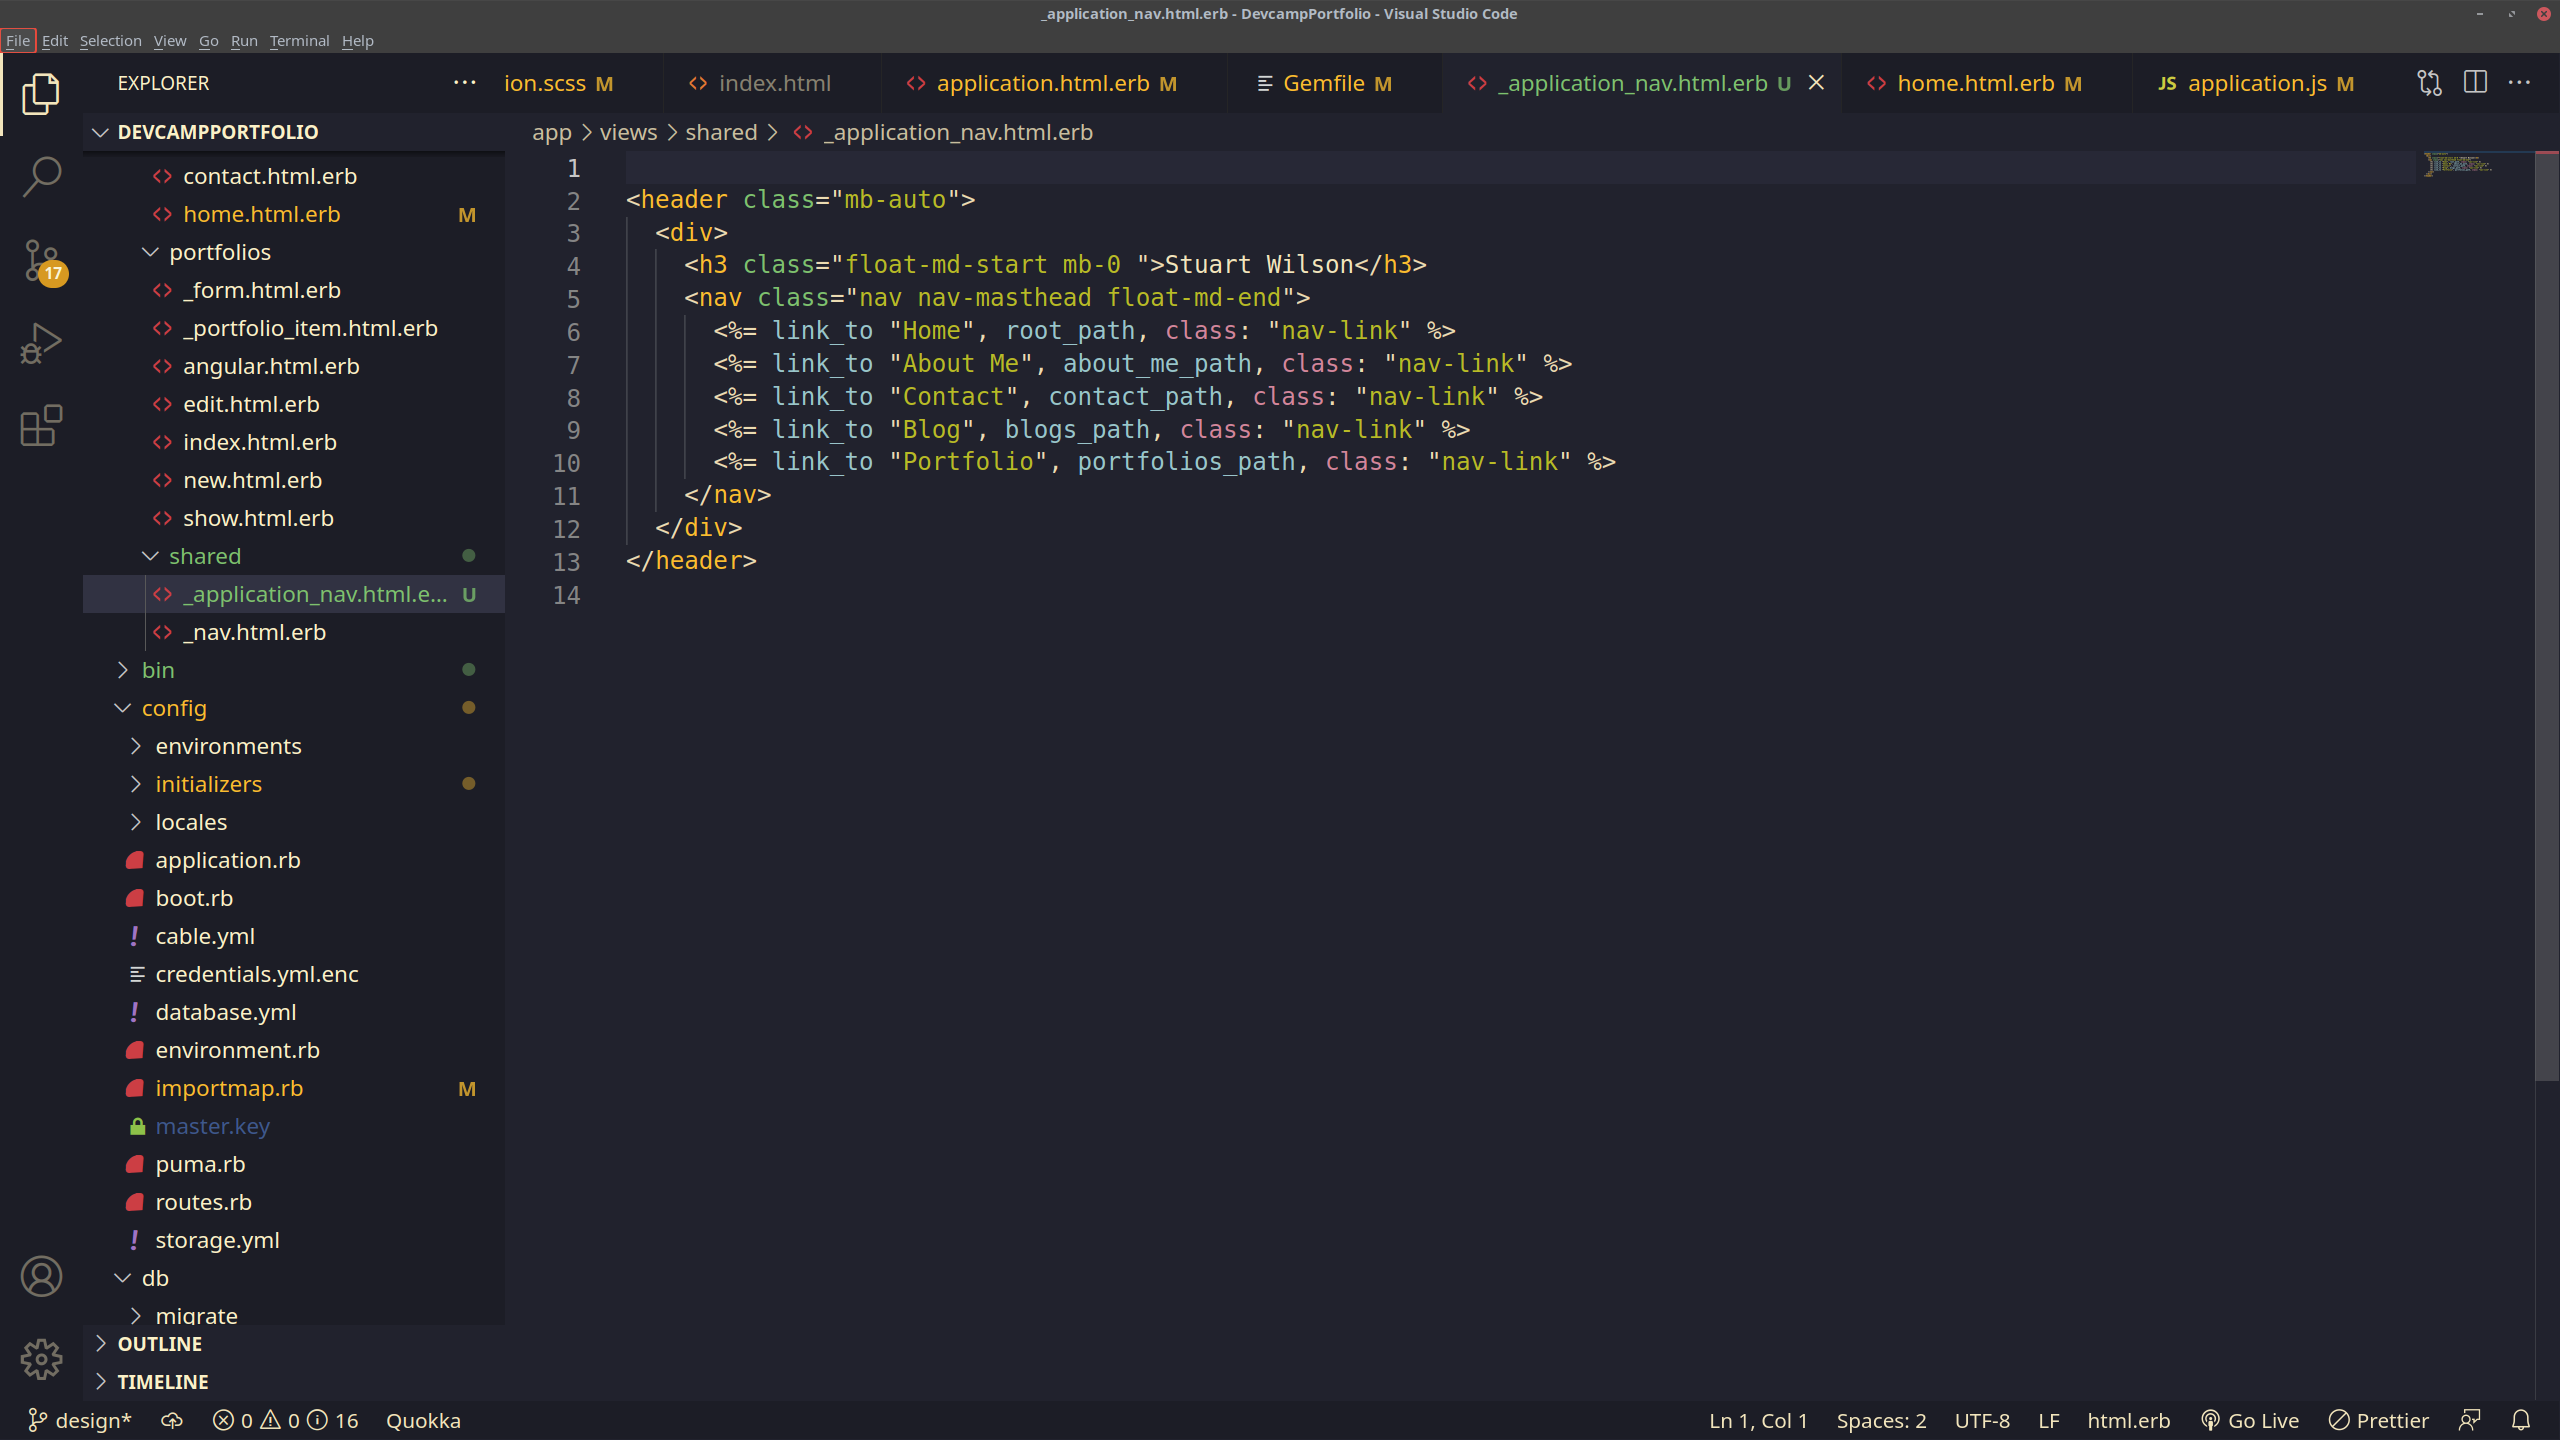 _application_nav.html.erb - DevcampPortfolio - Visual Studio Code
File Edit Selection View Go Run Terminal Help
EXPLORER
ion.scss M index.html application.html.erb M Gemfile M _application_nav.html.erb U home.html.erb M JS application.js M
DEVCAMPPORTFOLIO
contact.html.erb
home.html.erb M
portfolios
_form.html.erb
_portfolio_item.html.erb
angular.html.erb
edit.html.erb
index.html.erb
new.html.erb
show.html.erb
shared
_application_nav.html.e... U
_nav.html.erb
bin
config
environments
initializers
locales
application.rb
boot.rb
! cable.yml
credentials.yml.enc
! database.yml
environment.rb
importmap.rb M
master.key
puma.rb
routes.rb
! storage.yml
db
migrate
OUTLINE
TIMELINE
17
app > views > shared > _application_nav.html.erb
1
2 <header class="mb-auto">
3 <div>
4 <h3 class="float-md-start mb-0 ">Stuart Wilson</h3>
5 <nav class="nav nav-masthead float-md-end">
6 <%= link_to "Home", root_path, class: "nav-link" %>
7 <%= link_to "About Me", about_me_path, class: "nav-link" %>
8 <%= link_to "Contact", contact_path, class: "nav-link" %>
9 <%= link_to "Blog", blogs_path, class: "nav-link" %>
10 <%= link_to "Portfolio", portfolios_path, class: "nav-link" %>
11 </nav>
12 </div>
13 </header>
14
design* 0 0 16 Quokka Ln 1, Col 1 Spaces: 2 UTF-8 LF html.erb Go Live Prettier